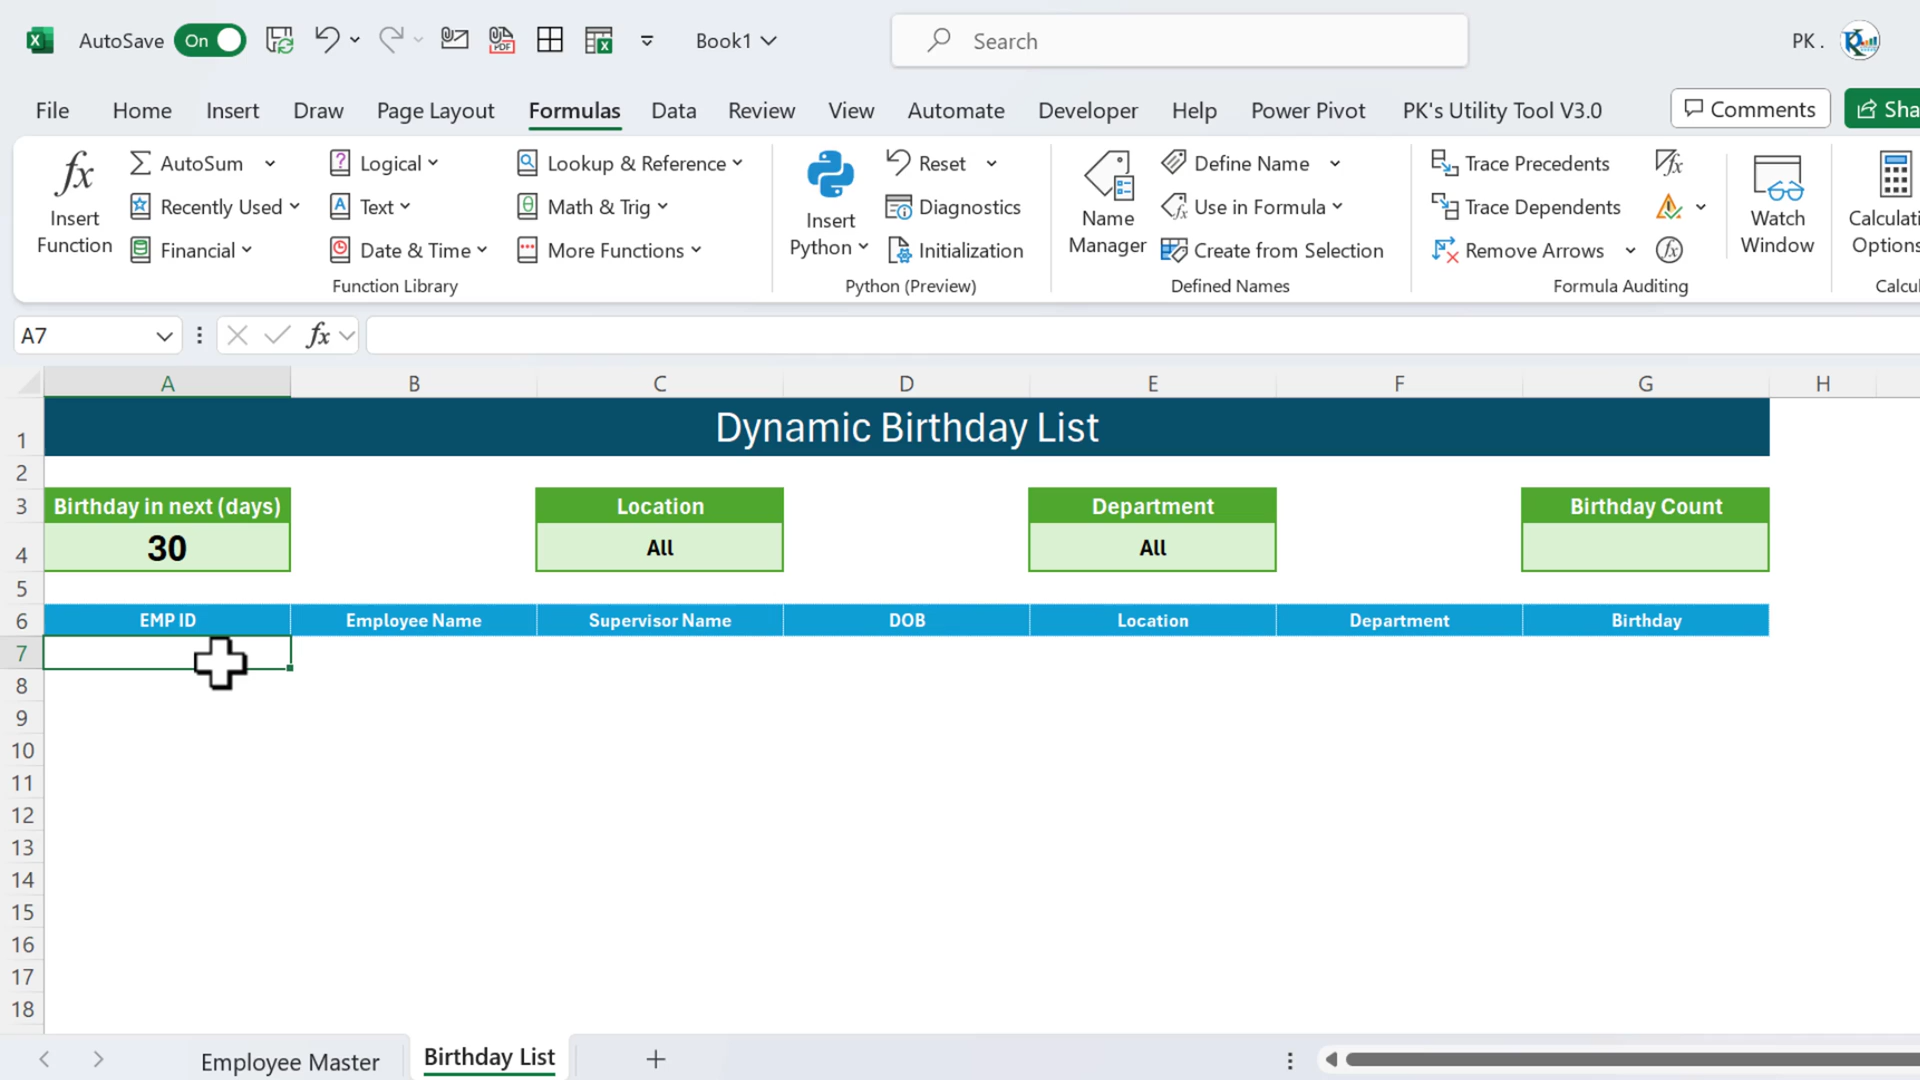 AutoSave On Book1 Search PK .
File Home Insert Draw Page Layout Formulas Data Review View Automate Developer Help Power Pivot PK's Utility Tool V3.0 Comments
fx AutoSum Logical Lookup & Reference Reset Define Name Trace Precedents
Insert Function Recently Used Text Math & Trig Insert Python Diagnostics Name Manager Use in Formula Trace Dependents Watch Window
Financial Date & Time More Functions Initialization Create from Selection Remove Arrows Options
Function Library Python (Preview) Defined Names Formula Auditing
A7 fx
A B C D E F G H
1 Dynamic Birthday List
2
3 Birthday in next (days) Location Department Birthday Count
4 30 All All
5
6 EMP ID Employee Name Supervisor Name DOB Location Department Birthday
7
8
9
10
11
12
13
14
15
16
17
18
Employee Master Birthday List